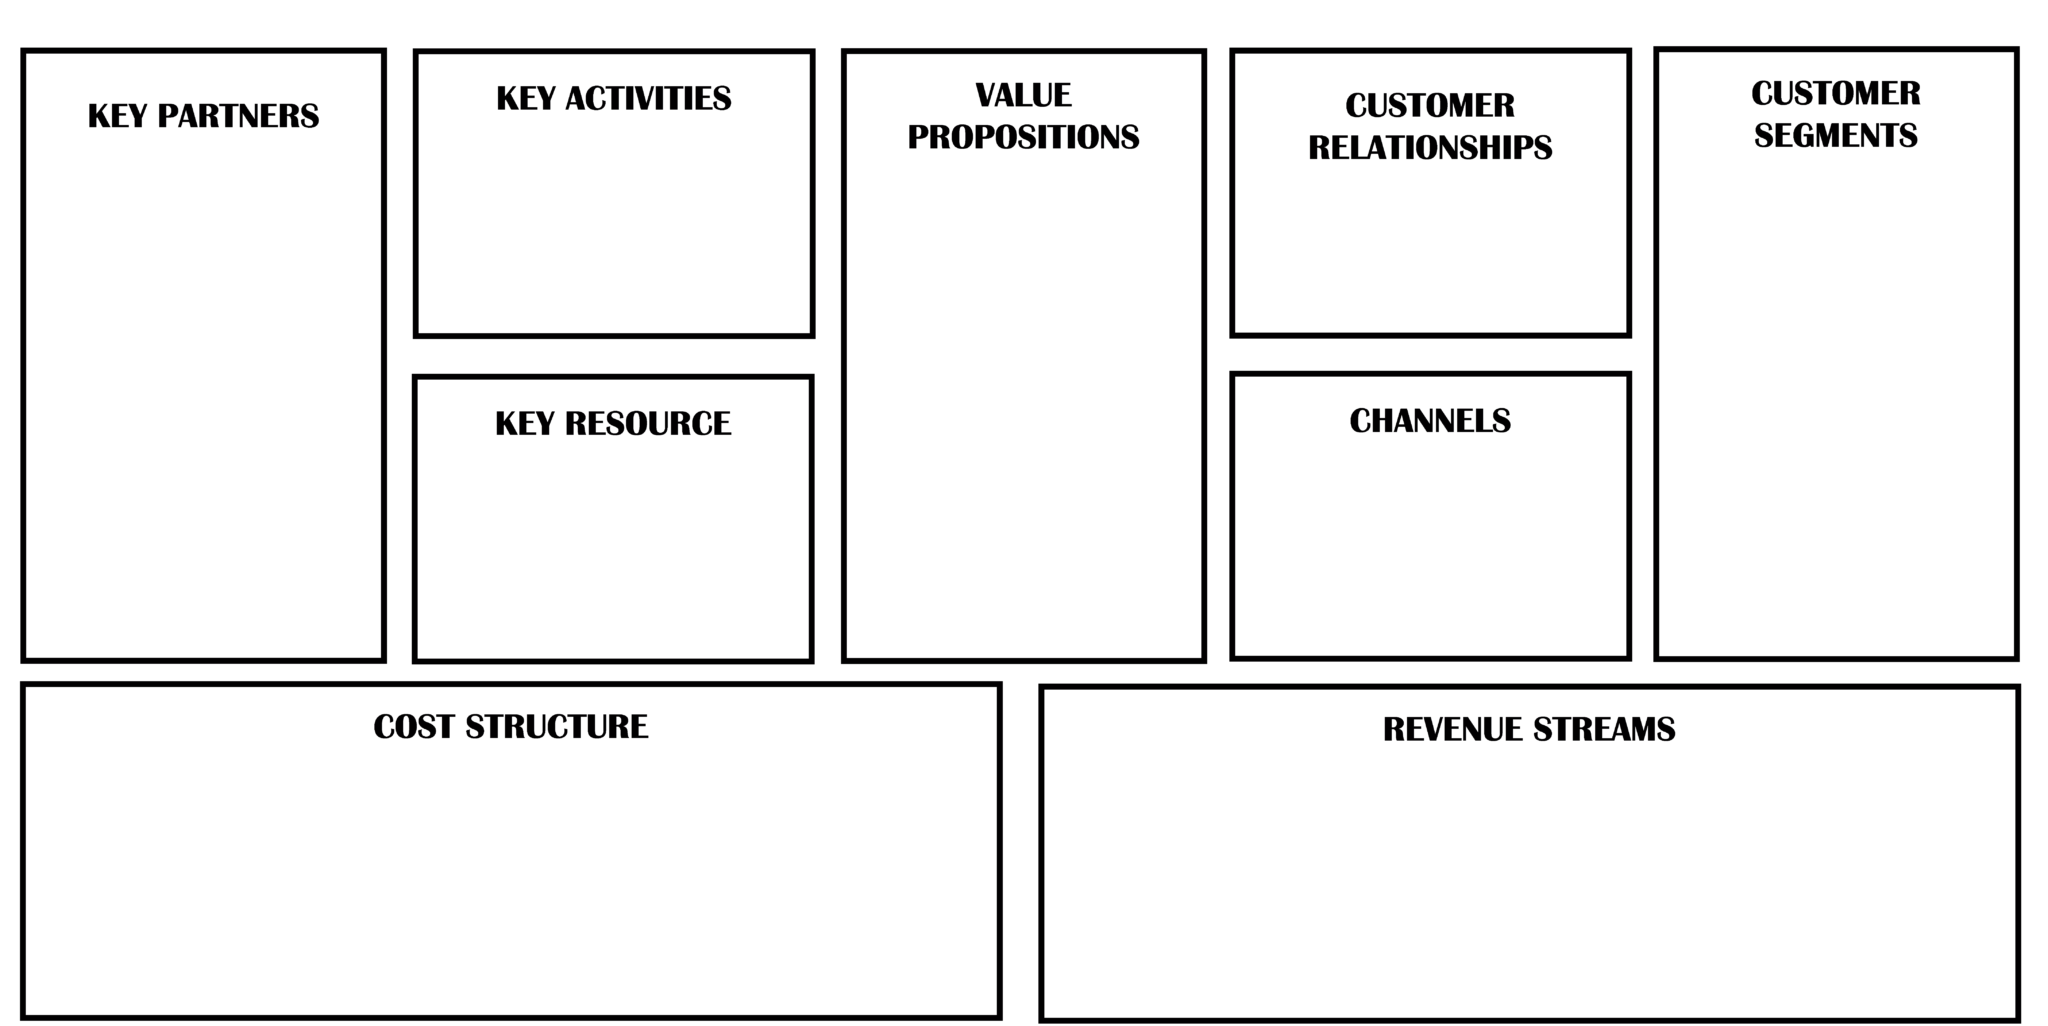 KEY PARTNERS
KEY ACTIVITIES
KEY RESOURCE
VALUE
PROPOSITIONS
CUSTOMER
RELATIONSHIPS
CHANNELS
CUSTOMER
SEGMENTS
COST STRUCTURE
REVENUE STREAMS